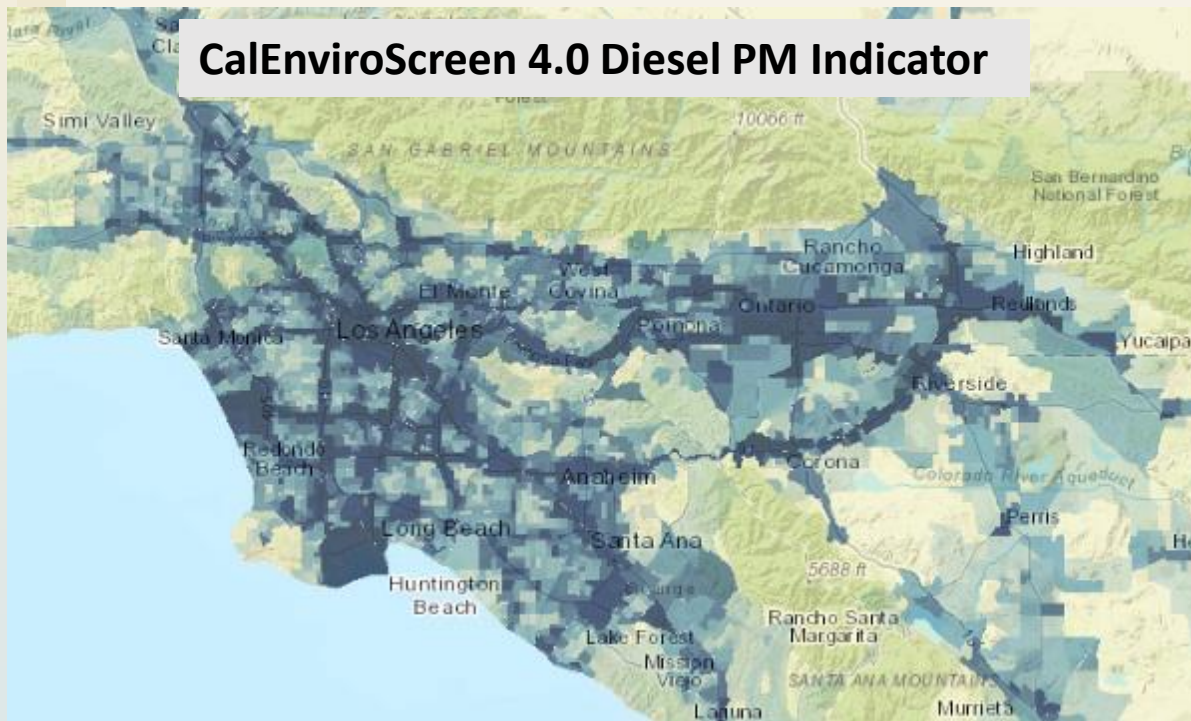 CalEnviroScreen 4.0 Diesel PM Indicator
Simi Valley
10066 ft
SAN GABRIEL MOUNTAINS
San Bernardino
National Forest
Rancho
Cucamonga
Highland
West
Covina
El Monte
Ontario
Redlands
Santa Monica
Los Angeles
Pomona
Yucaipa
Riverside
Redondo
Beach
Anaheim
Corona
Colorado River Aqueduct
Long Beach
Perris
Santa Ana
5688 ft
Huntington
Beach
Rancho Santa
Margarita
Lake Forest
Mission
Viejo
SANTA ANA MOUNTAINS
Laguna
Murrieta